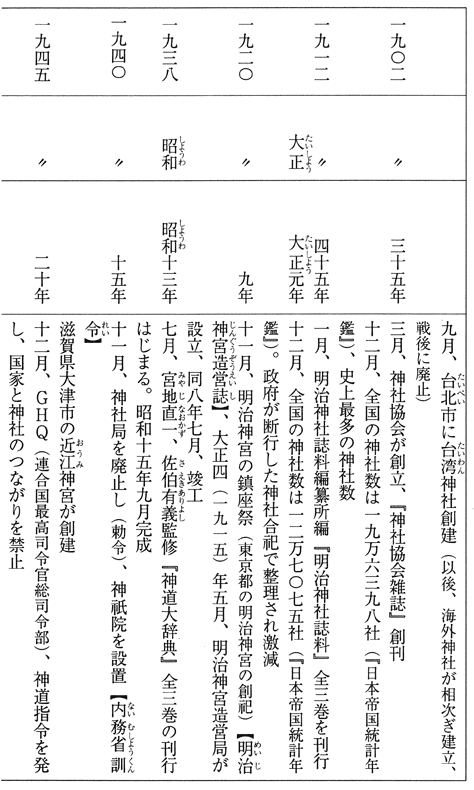 九月、台北市に台湾神社創建(以後、海外神社が相次ぎ建立、
戦後に廃止)
一九〇二
〃
三十五年
三月、神社協会が創立、『神社協会雑誌』創刊
十二月、全国の神社数は一九万六三九八社(『日本帝国統計年
鑑』)、史上最多の神社数
一九一二
〃
大正
四十五年
大正元年
一月、明治神社誌料編纂所編『明治神社誌料』全三巻を刊行
十二月、全国の神社数は一二万七〇七五社(『日本帝国統計年
鑑』)。政府が断行した神社合祀で整理され激減
一九二〇
〃
九年
十一月、明治神宮の鎮座祭(東京都の明治神宮の創祀)【明治
神宮造営誌】、大正四(一九一五)年五月、明治神宮造営局が
設立、同八年七月、竣工
一九三八
昭和
昭和十三年
七月、宮地直一、佐伯有義監修『神道大辞典』全三巻の刊行
はじまる。昭和十五年九月完成
一九四〇
〃
十五年
十一月、神社局を廃止し(勅令)、神祇院を設置【内務省訓
令】
滋賀県大津市の近江神宮が創建
一九四五
〃
二十年
十二月、GHQ(連合国最高司令官総司令部)、神道指令を発
し、国家と神社のつながりを禁止